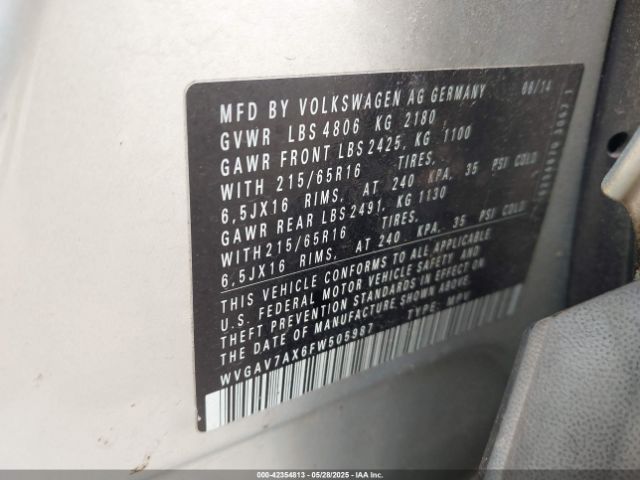 MFD BY VOLKSWAGEN AG GERMANY 08/14
GVWR LBS 4806 KG 2180
GAWR FRONT LBS 2425, KG 1100
WITH 215/65R16 TIRES,
6,5JX16 RIMS, AT 240 KPA, 35 PSI COLD
GAWR REAR LBS 2491, KG 1130
WITH 215/65R16 TIRES,
6,5JX16 RIMS, AT 240 KPA, 35 PSI COLD
THIS VEHICLE CONFORMS TO ALL APPLICABLE
U.S. FEDERAL MOTOR VEHICLE SAFETY AND
THEFT PREVENTION STANDARDS IN EFFECT ON
THE DATE OF MANUFACTURE SHOWN ABOVE.
WVGAV7AX6FW505987 TYPE: MPV
000-42354813 - 05/28/2025 - IAA Inc.